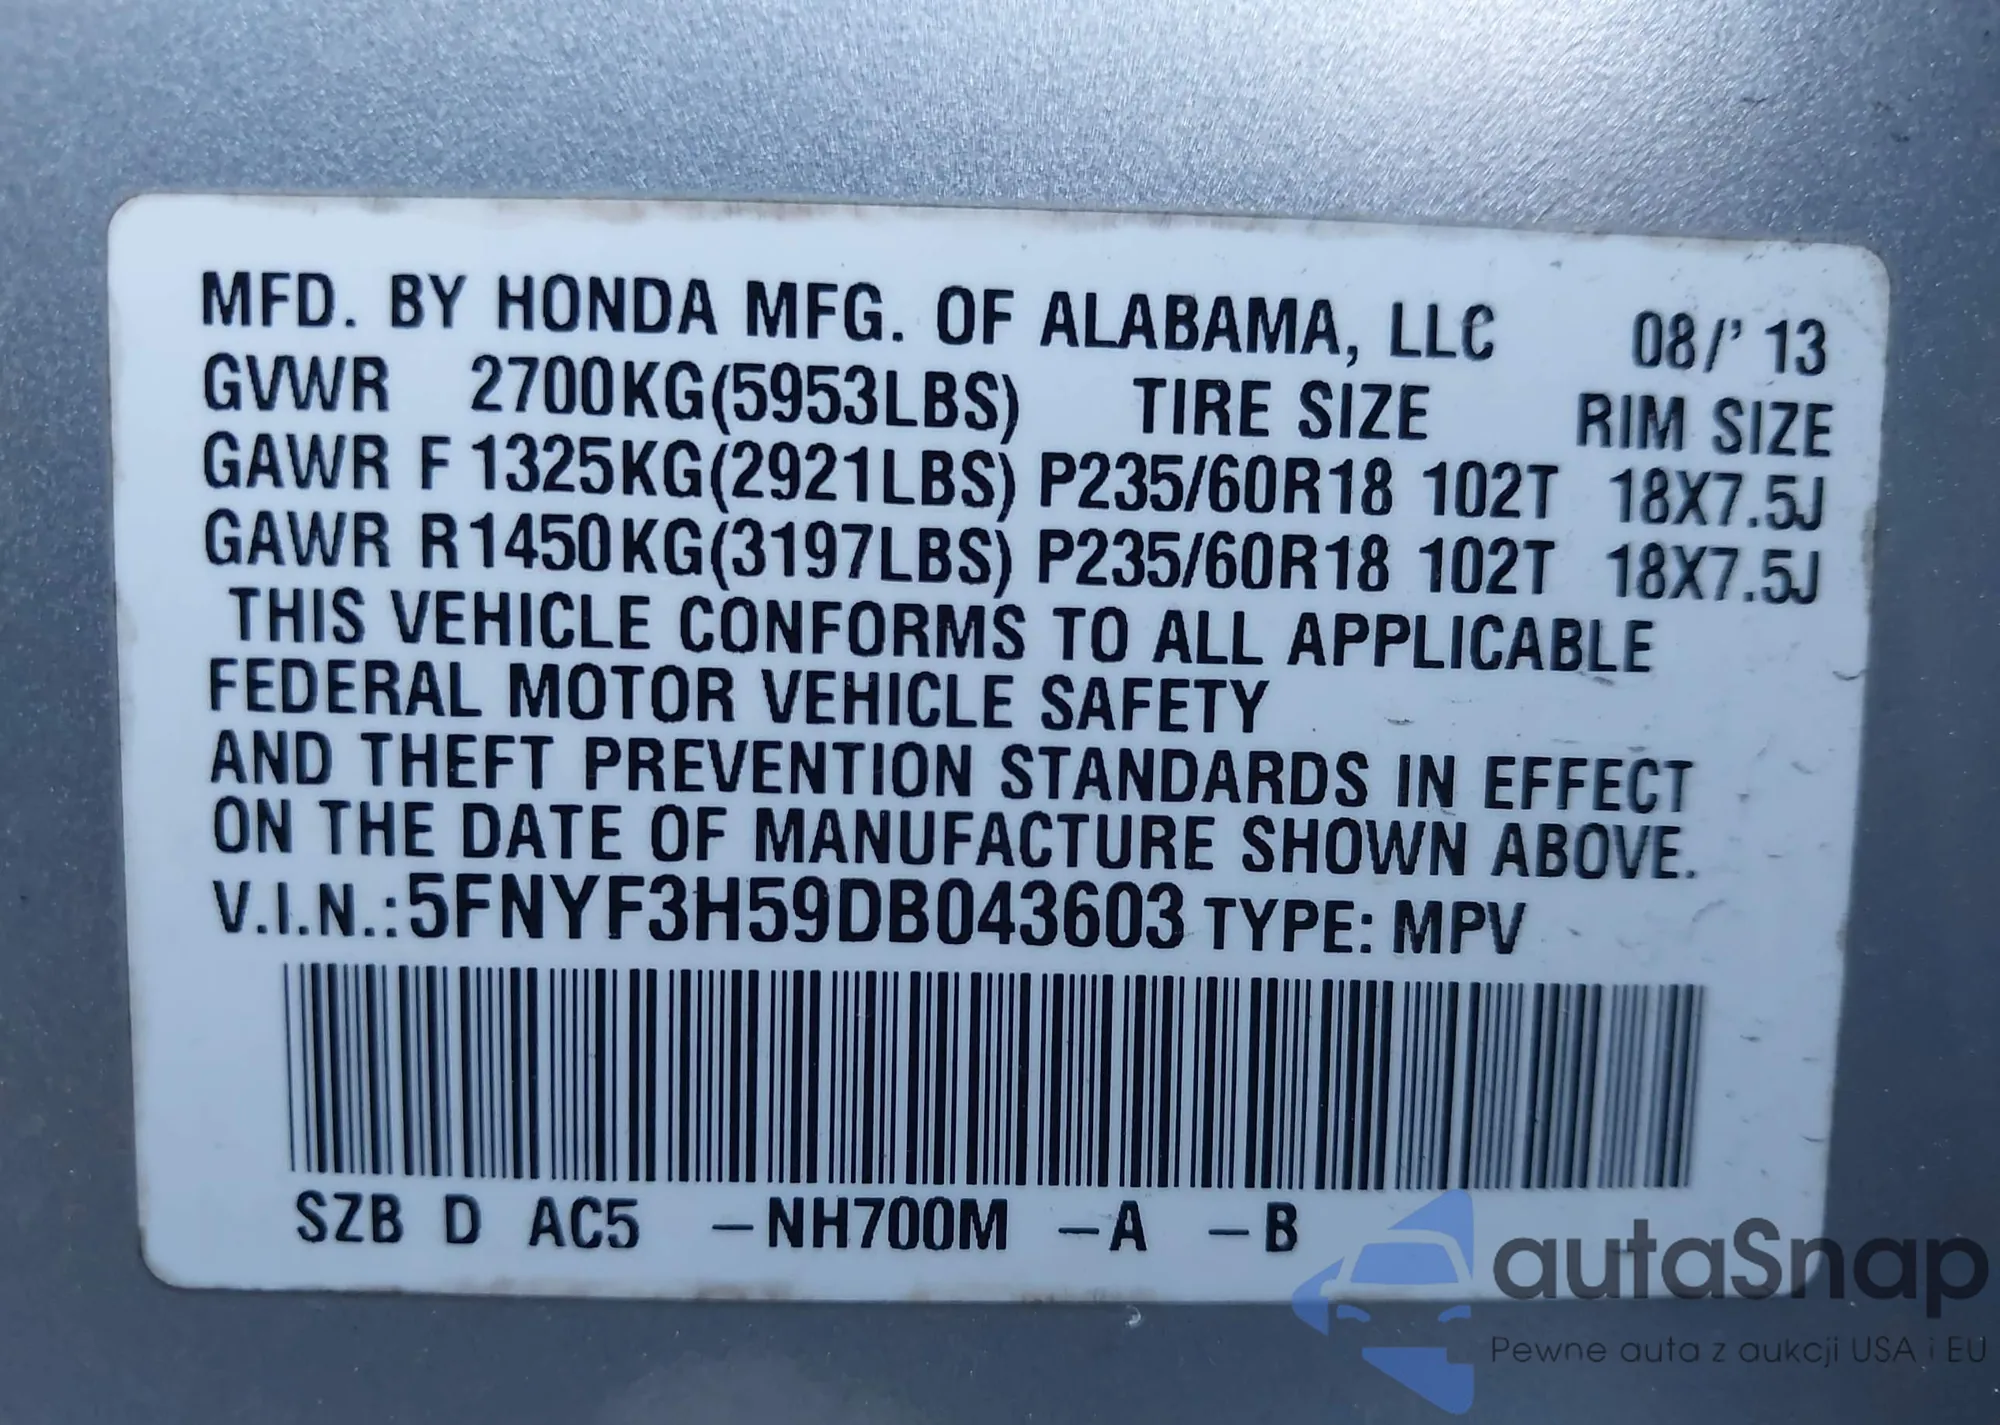 MFD. BY HONDA MFG. OF ALABAMA, LLC 08/'13
GVWR 2700KG(5953LBS) TIRE SIZE RIM SIZE
GAWR F 1325KG(2921LBS) P235/60R18 102T 18X7.5J
GAWR R 1450KG(3197LBS) P235/60R18 102T 18X7.5J
THIS VEHICLE CONFORMS TO ALL APPLICABLE
FEDERAL MOTOR VEHICLE SAFETY
AND THEFT PREVENTION STANDARDS IN EFFECT
ON THE DATE OF MANUFACTURE SHOWN ABOVE.
V.I.N.:5FNYF3H59DB043603 TYPE: MPV
SZB D AC5 –NH700M –A –B
autaSnap
Pewne auta z aukcji USA i EU